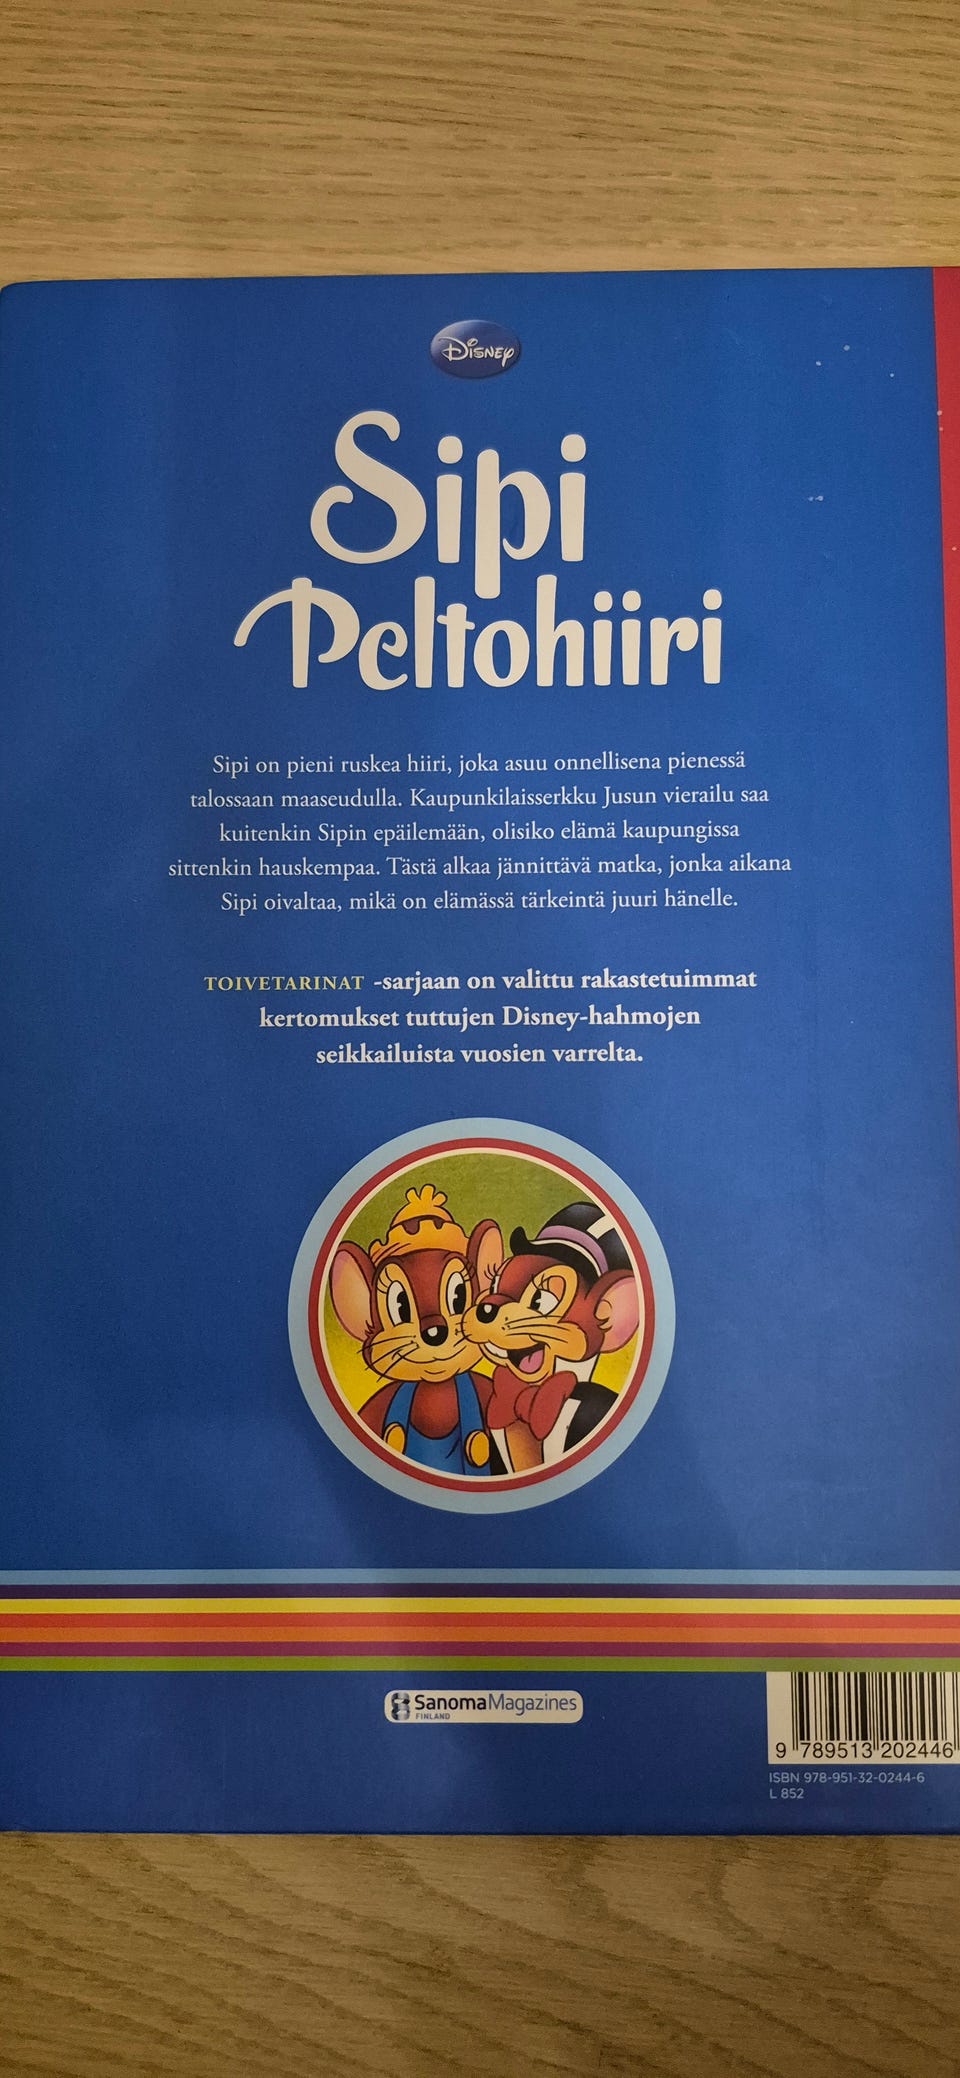 Disney
Sipi
Peltohiiri
Sipi on pieni ruskea hiiri, joka asuu onnellisena pienessä
talossaan maaseudulla. Kaupunkilaisserkku Jusun vierailu saa
kuitenkin Sipin epäilemään, olisiko elämä kaupungissa
sittenkin hauskempaa. Tästä alkaa jännittävä matka, jonka aikana
Sipi oivaltaa, mikä on elämässä tärkeintä juuri hänelle.
TOIVETARINAT -sarjaan on valittu rakastetuimmat
kertomukset tuttujen Disney-hahmojen
seikkailuista vuosien varrelta.
SanomaMagazines
FINLAND
9 789513 202446
ISBN 978-951-32-0244-6
L 852